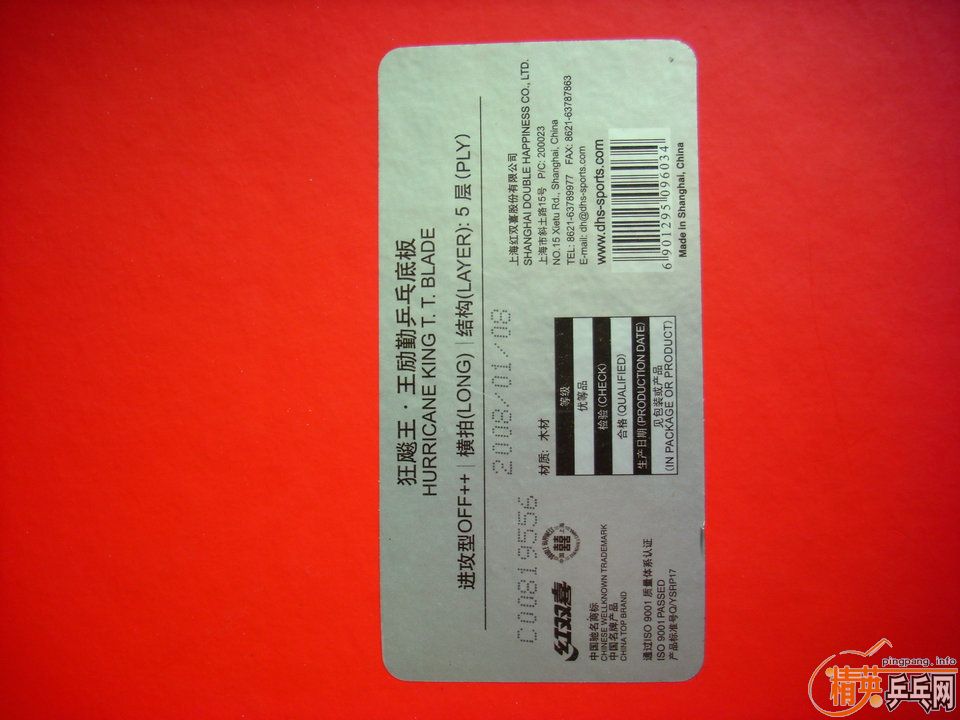 狂飚王·王励勤乒乓底板
HURRICANE KING T. T. BLADE
进攻型OFF++ | 横拍(LONG) | 结构(LAYER): 5 层 (PLY)
C00819556
2008/01/08
红双喜
中国驰名商标
CHINESE WELLKNOWN TRADEMARK
中国名牌产品
CHINA TOP BRAND
通过ISO 9001 质量体系认证
ISO 9001 PASSED
产品标准号Q/YSRP17
材质: 木材
等级
优等品
检验(CHECK)
合格(QUALIFIED)
生产日期(PRODUCTION DATE)
见包装或产品
(IN PACKAGE OR PRODUCT)
上海红双喜股份有限公司
SHANGHAI DOUBLE HAPPINESS CO., LTD.
上海市斜土路15号 P/C: 200023
NO.15 Xietu Rd., Shanghai, China
TEL: 8621-63789977 FAX: 8621-63787863
E-mail: dh@dhs-sports.com
www.dhs-sports.com
6 901295 096034
Made in Shanghai, China
pingpang.info
精英乒乓网